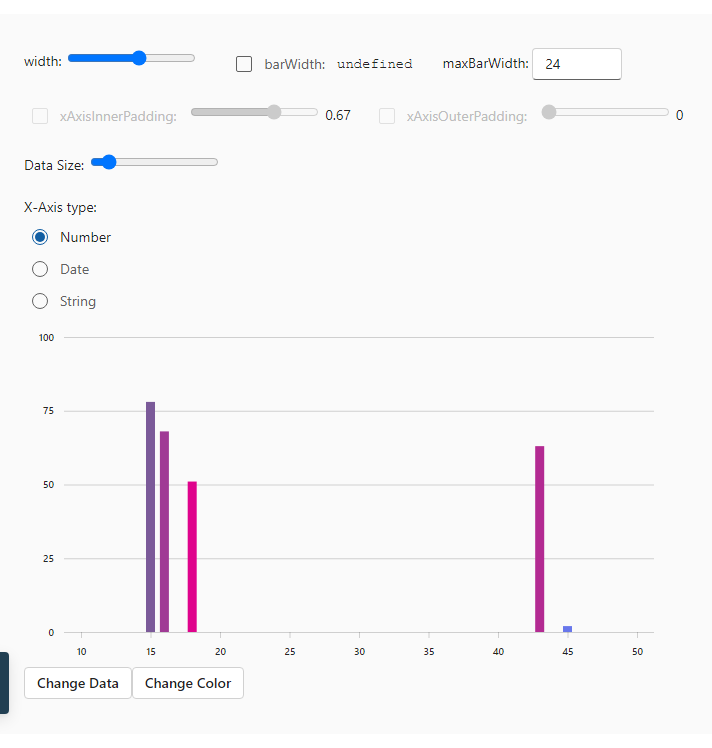 width: barWidth: undefined maxBarWidth: 24
xAxisInnerPadding: 0.67 xAxisOuterPadding: 0
Data Size:
X-Axis type:
Number
Date
String
100
75
50
25
0
10 15 20 25 30 35 40 45 50
Change Data Change Color